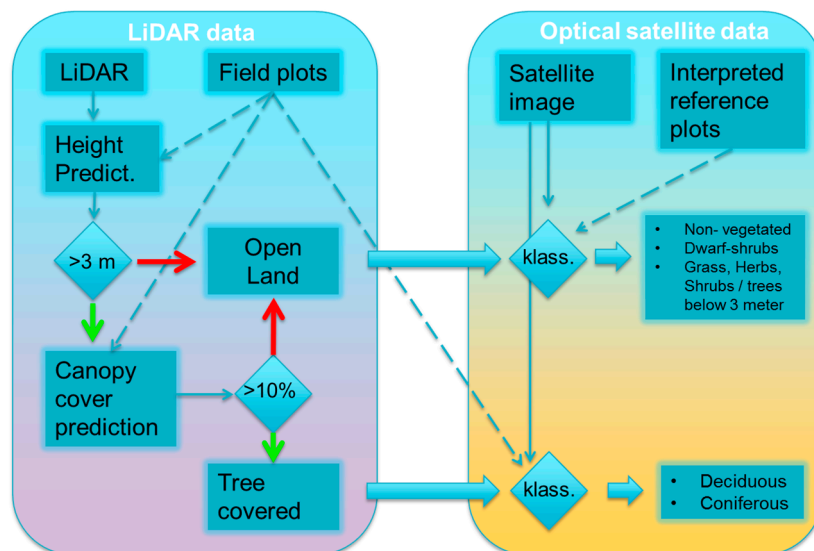 LiDAR data
LiDAR
Field plots
Height
Predict.
>3 m
Open
Land
Canopy
cover
prediction
>10%
Tree
covered
Optical satellite data
Satellite
image
Interpreted
reference
plots
klass.
• Non- vegetated
• Dwarf-shrubs
• Grass, Herbs,
Shrubs / trees
below 3 meter
klass.
• Deciduous
• Coniferous